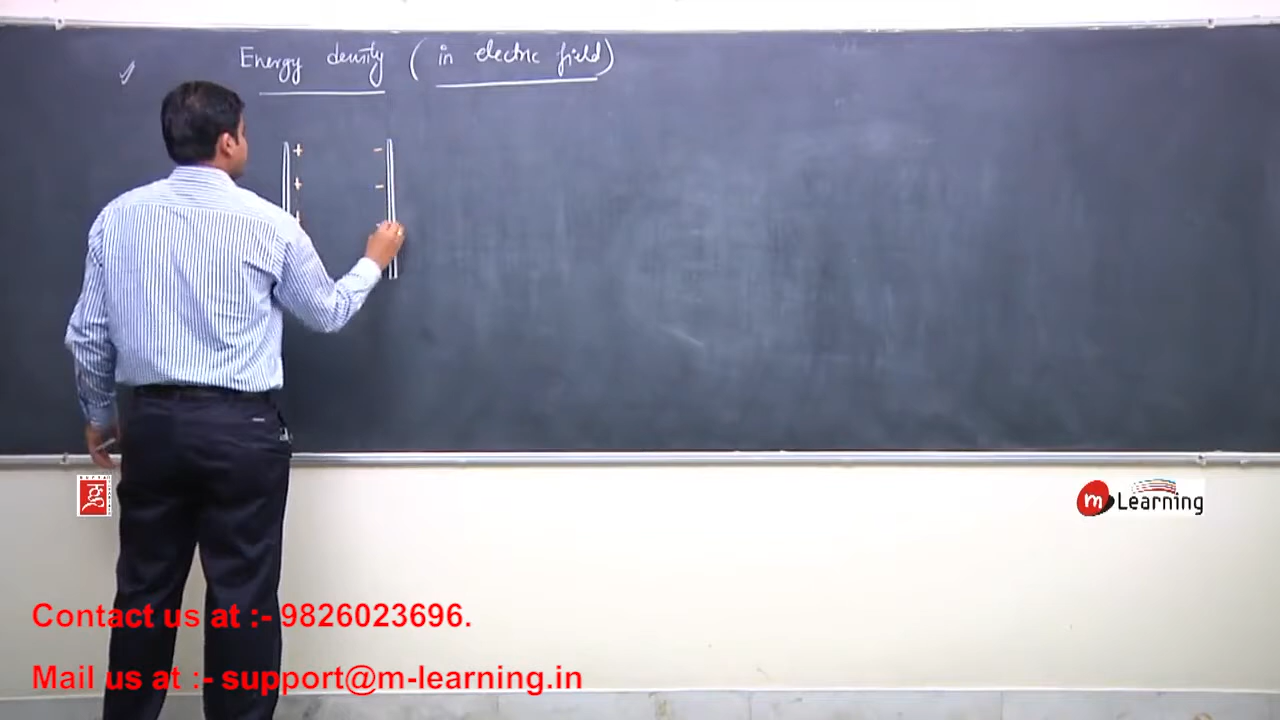 Energy density (in electric field)
+ -
+ -
+
m Learning
Contact us at :- 9826023696.
Mail us at :- support@m-learning.in